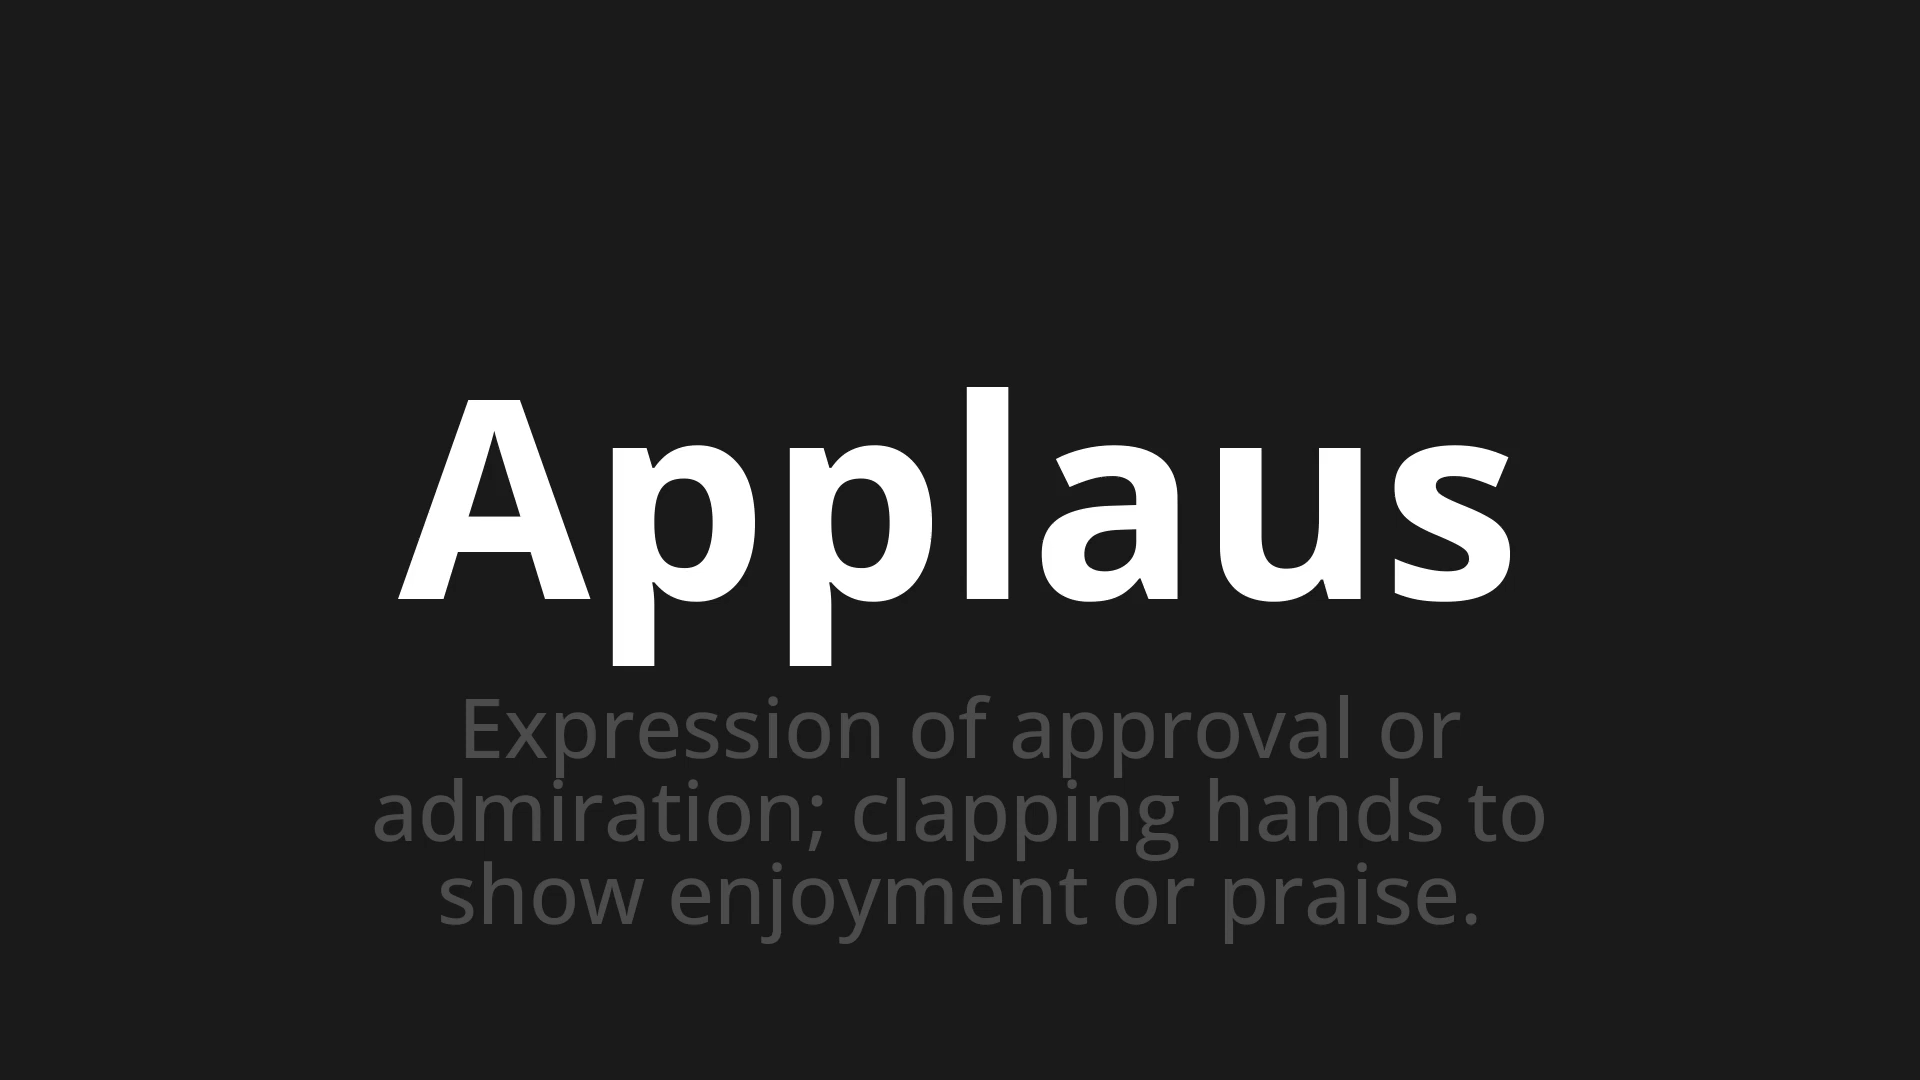 Applaus
Expression of approval or
admiration; clapping hands to
show enjoyment or praise.